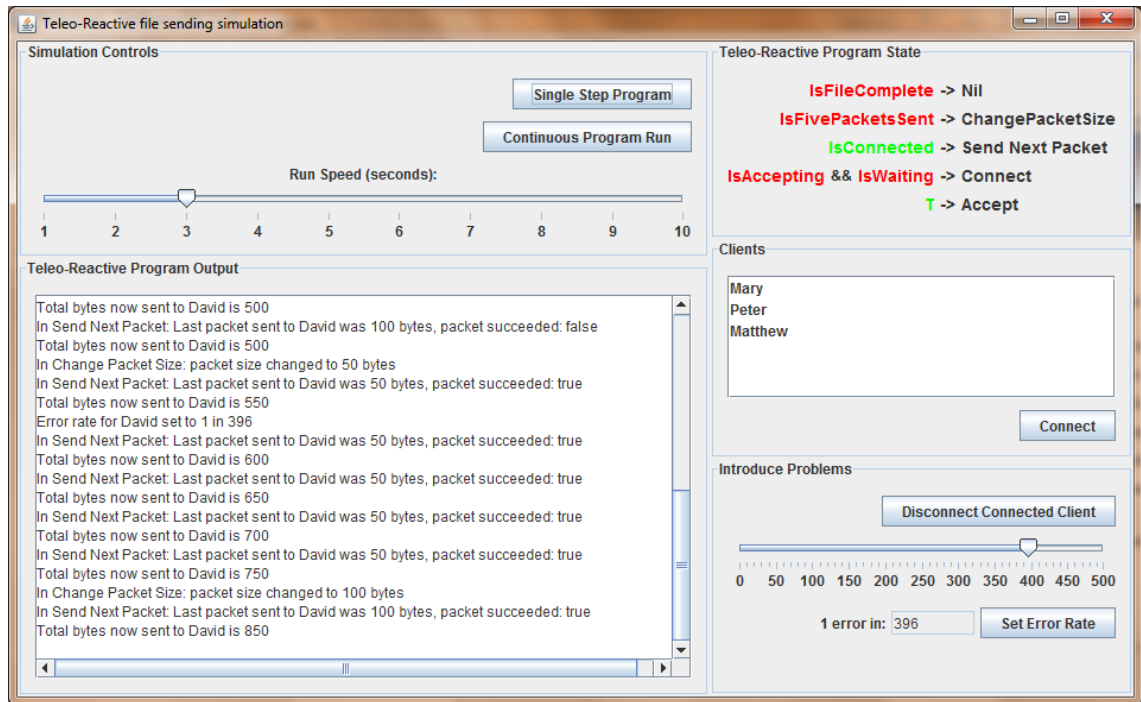 Teleo-Reactive file sending simulation
Simulation Controls
Single Step Program
Continuous Program Run
Run Speed (seconds):
1 2 3 4 5 6 7 8 9 10
Teleo-Reactive Program Output
Total bytes now sent to David is 500
In Send Next Packet: Last packet sent to David was 100 bytes, packet succeeded: false
Total bytes now sent to David is 500
In Change Packet Size: packet size changed to 50 bytes
In Send Next Packet: Last packet sent to David was 50 bytes, packet succeeded: true
Total bytes now sent to David is 550
Error rate for David set to 1 in 396
In Send Next Packet: Last packet sent to David was 50 bytes, packet succeeded: true
Total bytes now sent to David is 600
In Send Next Packet: Last packet sent to David was 50 bytes, packet succeeded: true
Total bytes now sent to David is 650
In Send Next Packet: Last packet sent to David was 50 bytes, packet succeeded: true
Total bytes now sent to David is 700
In Send Next Packet: Last packet sent to David was 50 bytes, packet succeeded: true
Total bytes now sent to David is 750
In Change Packet Size: packet size changed to 100 bytes
In Send Next Packet: Last packet sent to David was 100 bytes, packet succeeded: true
Total bytes now sent to David is 850
Teleo-Reactive Program State
IsFileComplete -> Nil
IsFivePacketsSent -> ChangePacketSize
IsConnected -> Send Next Packet
IsAccepting && IsWaiting -> Connect
T -> Accept
Clients
Mary
Peter
Matthew
Connect
Introduce Problems
Disconnect Connected Client
0 50 100 150 200 250 300 350 400 450 500
1 error in: 396
Set Error Rate